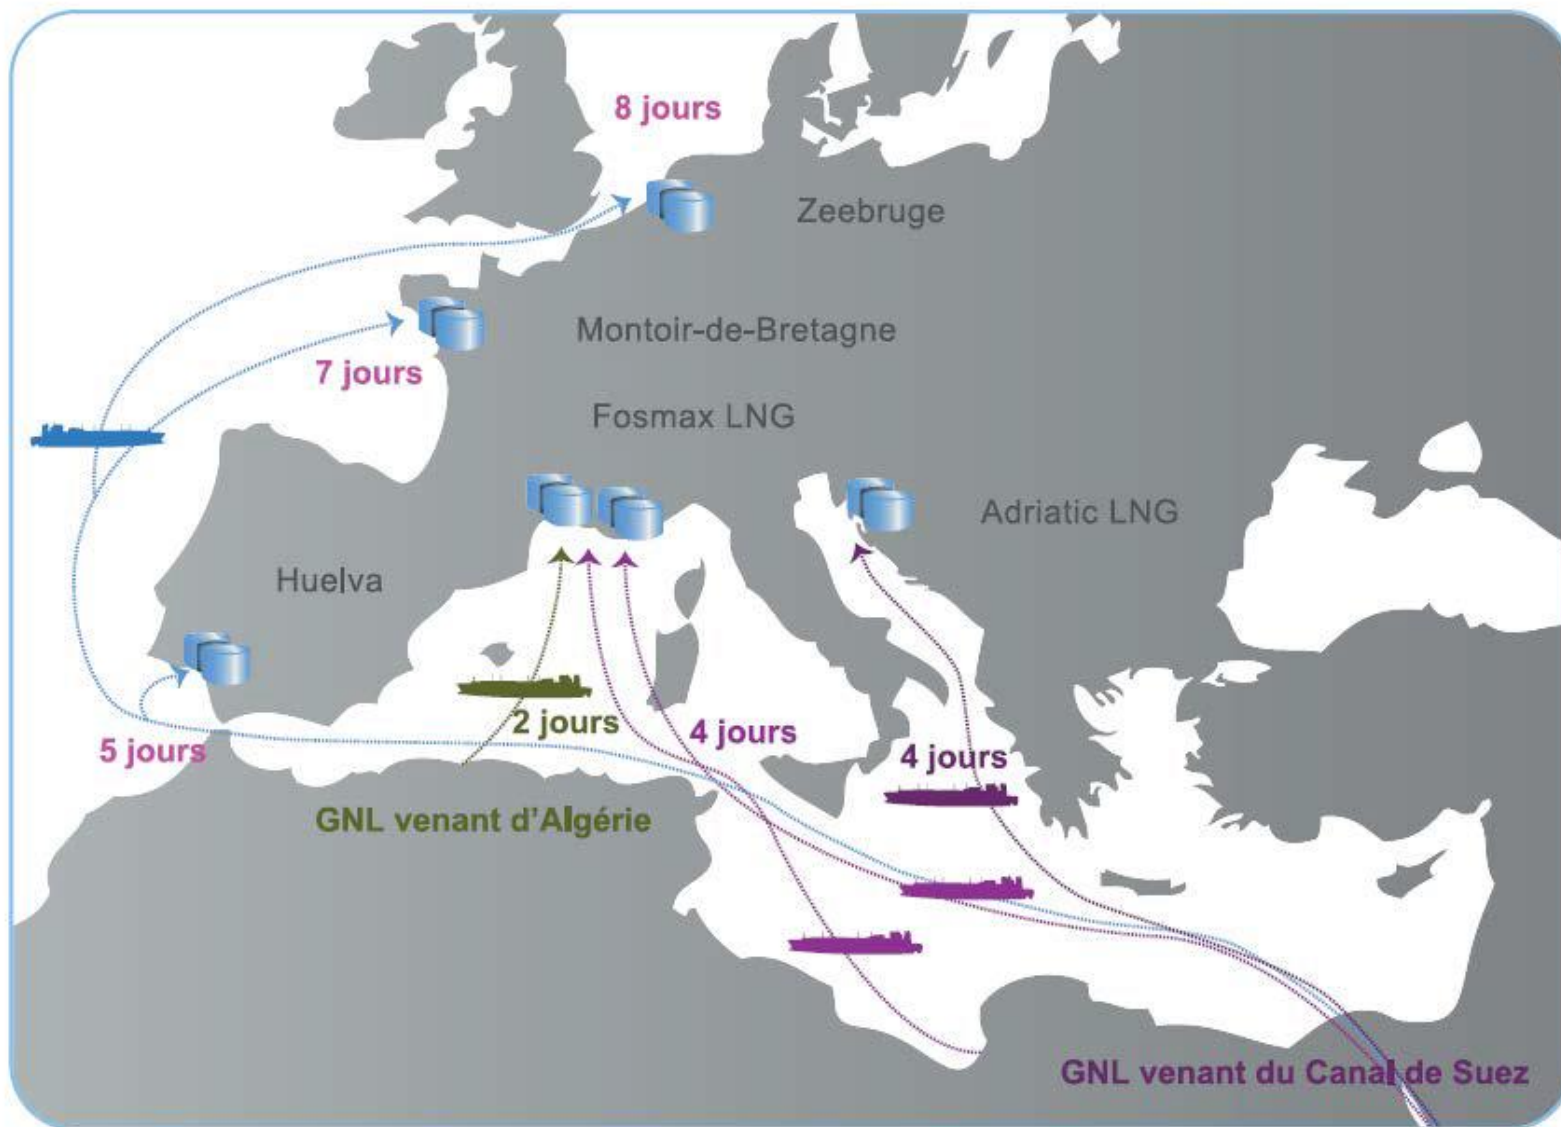 8 jours
Zeebruge
Montoir-de-Bretagne
7 jours
Fosmax LNG
Adriatic LNG
Huelva
2 jours
4 jours
5 jours
4 jours
GNL venant d’Algérie
GNL venant du Canal de Suez